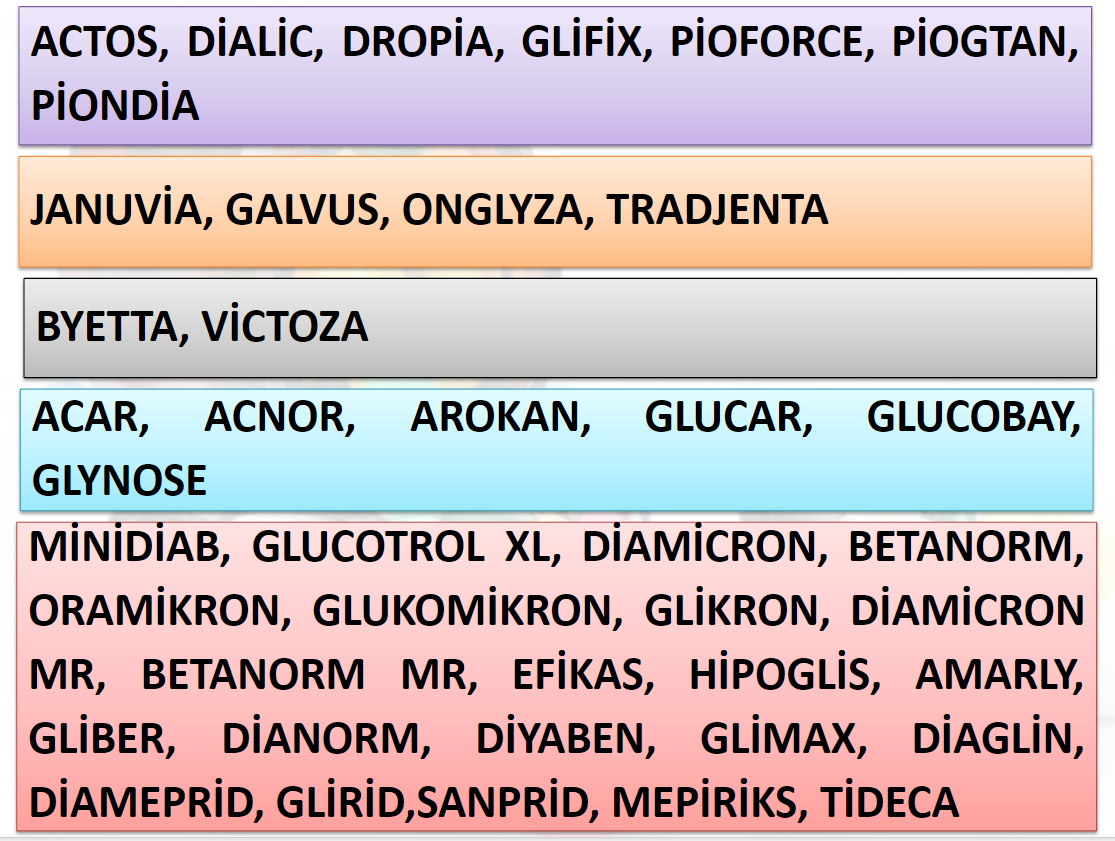 ACTOS, DİALİC, DROPİA, GLİFİX, PİOFORCE, PİOGTAN,
PİONDİA
JANUVİA, GALVUS, ONGLYZA, TRADJENTA
BYETTA, VİCTOZA
ACAR, ACNOR, AROKAN, GLUCAR, GLUCOBAY,
GLYNOSE
MİNİDİAB, GLUCOTROL XL, DİAMİCRON, BETANORM,
ORAMİKRON, GLUKOMİKRON, GLİKRON, DİAMİCRON
MR, BETANORM MR, EFİKAS, HİPOGLİS, AMARLY,
GLİBER, DİANORM, DİYABEN, GLİMAX, DİAGLİN,
DİAMEPRİD, GLİRİD,SANPRİD, MEPİRİKS, TİDECA